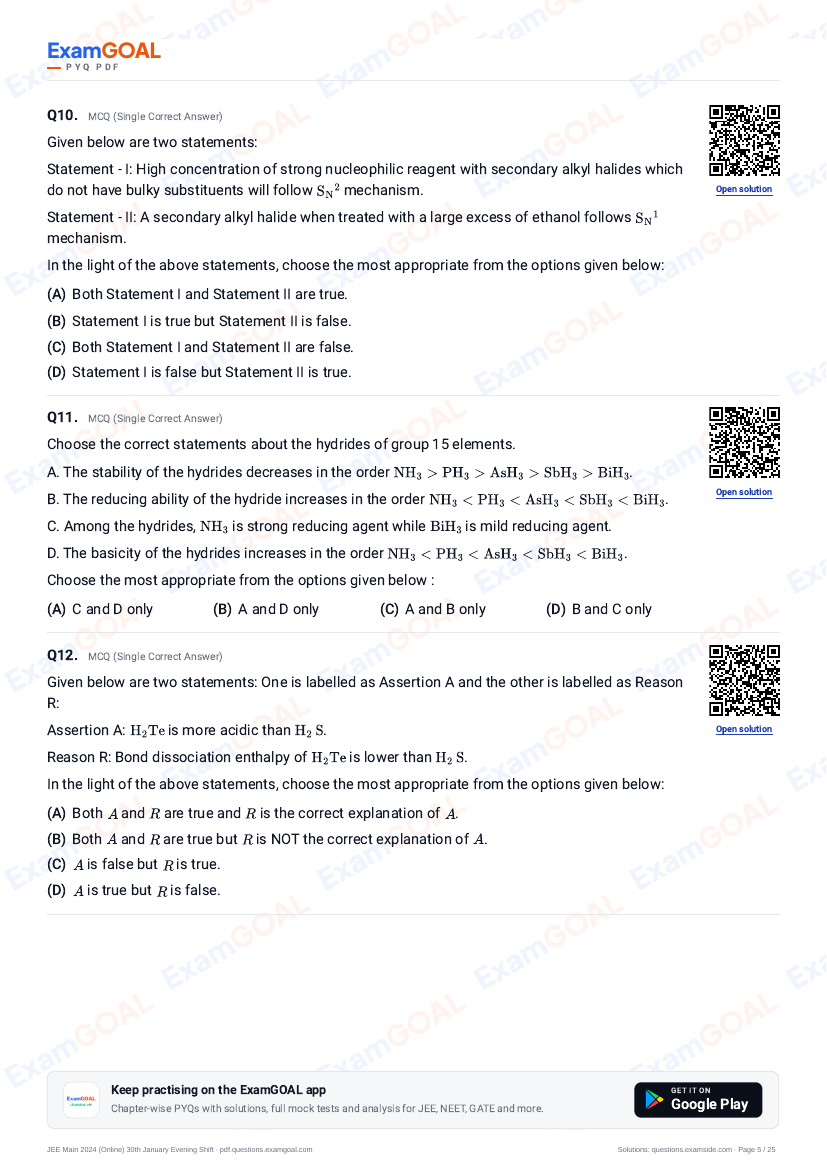 ExamGOAL
PYQ PDF
Q10. MCQ (Single Correct Answer)
Given below are two statements:
Statement - I: High concentration of strong nucleophilic reagent with secondary alkyl halides which
do not have bulky substituents will follow S_N^2 mechanism.
Statement - II: A secondary alkyl halide when treated with a large excess of ethanol follows S_N^1
mechanism.
In the light of the above statements, choose the most appropriate from the options given below:
(A) Both Statement I and Statement II are true.
(B) Statement I is true but Statement II is false.
(C) Both Statement I and Statement II are false.
(D) Statement I is false but Statement II is true.
Open solution
Q11. MCQ (Single Correct Answer)
Choose the correct statements about the hydrides of group 15 elements.
A. The stability of the hydrides decreases in the order NH₃ > PH₃ > AsH₃ > SbH₃ > BiH₃.
B. The reducing ability of the hydride increases in the order NH₃ < PH₃ < AsH₃ < SbH₃ < BiH₃.
C. Among the hydrides, NH₃ is strong reducing agent while BiH₃ is mild reducing agent.
D. The basicity of the hydrides increases in the order NH₃ < PH₃ < AsH₃ < SbH₃ < BiH₃.
Choose the most appropriate from the options given below :
(A) C and D only (B) A and D only (C) A and B only (D) B and C only
Open solution
Q12. MCQ (Single Correct Answer)
Given below are two statements: One is labelled as Assertion A and the other is labelled as Reason
R:
Assertion A: H₂Te is more acidic than H₂ S.
Reason R: Bond dissociation enthalpy of H₂Te is lower than H₂ S.
In the light of the above statements, choose the most appropriate from the options given below:
(A) Both A and R are true and R is the correct explanation of A.
(B) Both A and R are true but R is NOT the correct explanation of A.
(C) A is false but R is true.
(D) A is true but R is false.
Open solution
ExamGOAL
Keep practising on the ExamGOAL app
Chapter-wise PYQs with solutions, full mock tests and analysis for JEE, NEET, GATE and more.
GET IT ON
Google Play
JEE Main 2024 (Online) 30th January Evening Shift · pdf.questions.examgoal.com
Solutions: questions.examside.com · Page 5 / 25